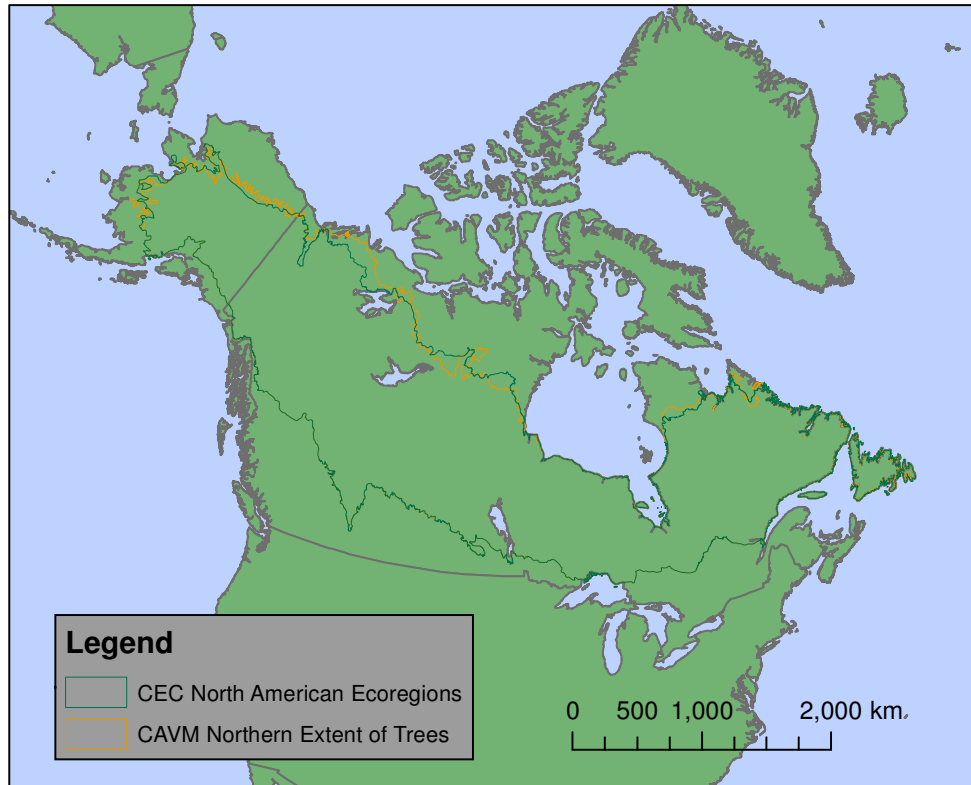 Legend
CEC North American Ecoregions
CAVM Northern Extent of Trees
0 500 1,000 2,000 km